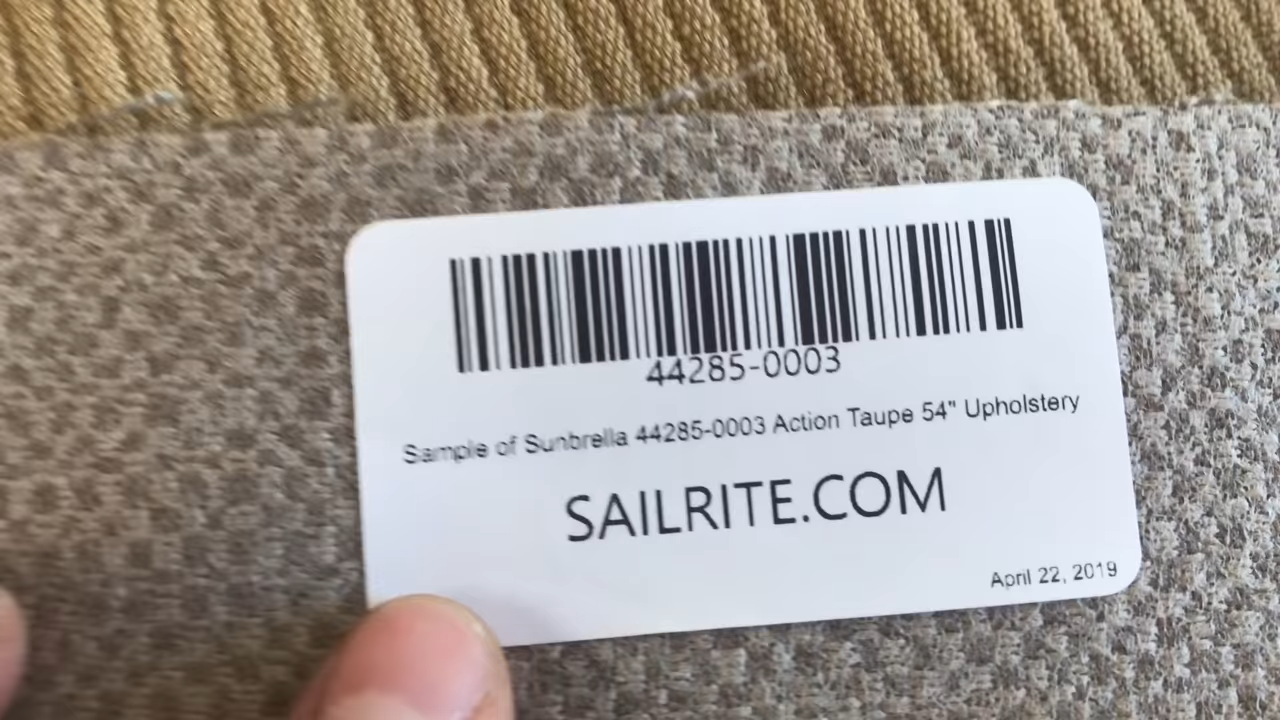 44285-0003
Sample of Sunbrella 44285-0003 Action Taupe 54" Upholstery
SAILRITE.COM
April 22, 2019